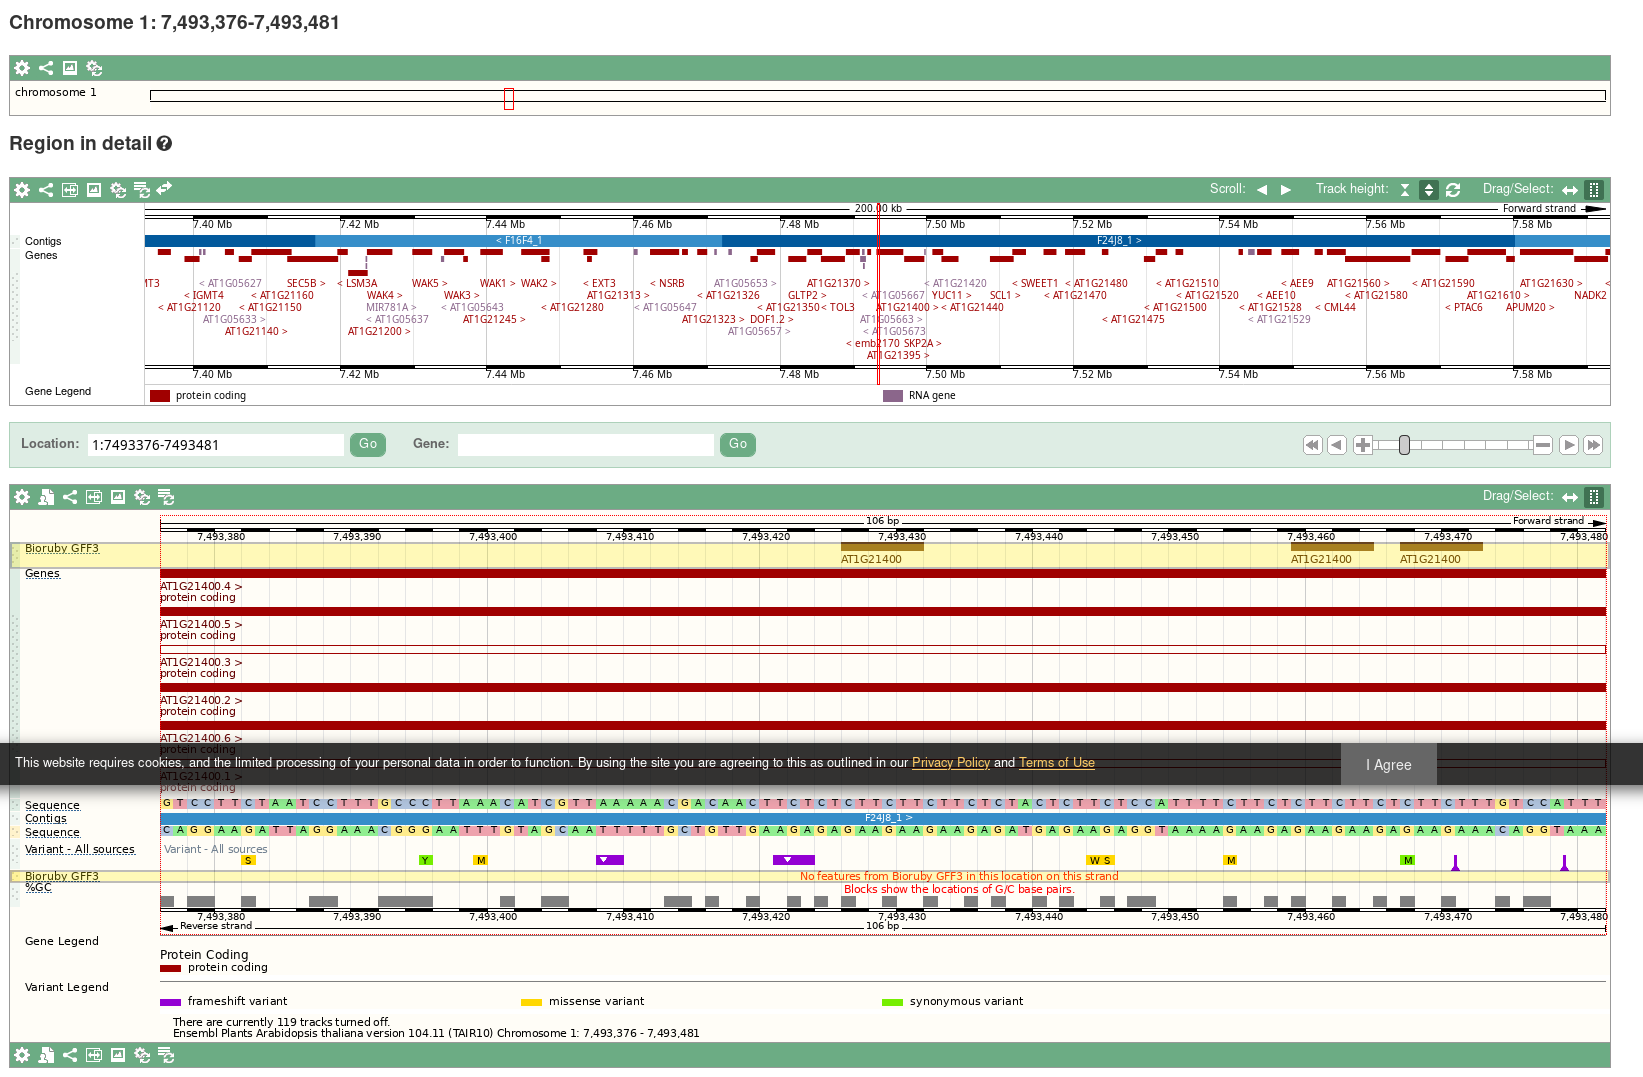 Chromosome 1: 7,493,376-7,493,481
chromosome 1
Region in detail
Scroll: Track height: Drag/Select:
200.00 kb Forward strand
7.40 Mb 7.42 Mb 7.44 Mb 7.46 Mb 7.48 Mb 7.50 Mb 7.52 Mb 7.54 Mb 7.56 Mb 7.58 Mb
Contigs < F16F4_1 F24J8_1 >
Genes
MT3 < AT1G05627 SEC5B > < LSM3A WAK5 > WAK1 > WAK2 > < EXT3 < NSRB AT1G05653 > AT1G21370 > < AT1G21420 < SWEET1 < AT1G21480 < AT1G21510 < AEE9 AT1G21560 > < AT1G21590 AT1G21630 > <
< IGMT4 < AT1G21160 WAK4 > WAK3 > AT1G21313 > < AT1G21326 GLTP2 > < AT1G05667 YUC11 > SCL1 > < AT1G21470 < AT1G21520 < AEE10 < AT1G21580 AT1G21610 > NADK2
< AT1G21120 < AT1G21150 MIR781A > < AT1G05643 < AT1G21280 < AT1G05647 < AT1G21350 < TOL3 AT1G21400 > < AT1G21440 < AT1G21500 < AT1G21528 < CML44 < PTAC6 APUM20 >
AT1G05633 > < AT1G05637 AT1G21245 > AT1G21323 > DOF1.2 > AT1G05663 > < AT1G21475 < AT1G21529
AT1G21140 > AT1G21200 > AT1G05657 > < AT1G05673
< emb2170 SKP2A >
AT1G21395 >
7.40 Mb 7.42 Mb 7.44 Mb 7.46 Mb 7.48 Mb 7.50 Mb 7.52 Mb 7.54 Mb 7.56 Mb 7.58 Mb
Gene Legend protein coding RNA gene
Location: 1:7493376-7493481 Go Gene: Go
Drag/Select:
106 bp Forward strand
7,493,380 7,493,390 7,493,400 7,493,410 7,493,420 7,493,430 7,493,440 7,493,450 7,493,460 7,493,470 7,493,480
Bioruby GFF3
AT1G21400 AT1G21400 AT1G21400
Genes
AT1G21400.4 >
protein coding
AT1G21400.5 >
protein coding
AT1G21400.3 >
protein coding
AT1G21400.2 >
protein coding
AT1G21400.6 >
protein coding
This website requires cookies, and the limited processing of your personal data in order to function. By using the site you are agreeing to this as outlined in our Privacy Policy and Terms of Use I Agree
AT1G21400.1 >
protein coding
Sequence G T C C T T C T A A T C C T T T G C C C T T A A A C A T C G T T A A A A A C G A C A A C T T C T C T C T T C T T C T T C T C T A C T C T T C T C C A T T T T C T T C T C T T C T T C T C T T C T T T G T C C A T T T
Contigs F24J8_1 >
Sequence C A G G A A G A T T A G G A A A C G G G A A T T T G T A G C A A T T T T T G C T G T T G A A G A G A G A A G A A G A A G A G A T G A G A A G A G G T A A A A G A A G A G A A G A A G A G A A G A A A C A G G T A A A
Variant - All sources Variant - All sources
S Y M W S M M
Bioruby GFF3 No features from Bioruby GFF3 in this location on this strand
%GC Blocks show the locations of G/C base pairs.
7,493,380 7,493,390 7,493,400 7,493,410 7,493,420 7,493,430 7,493,440 7,493,450 7,493,460 7,493,470 7,493,480
Reverse strand 106 bp
Gene Legend
Protein Coding
protein coding
Variant Legend
frameshift variant missense variant synonymous variant
There are currently 119 tracks turned off.
Ensembl Plants Arabidopsis thaliana version 104.11 (TAIR10) Chromosome 1: 7,493,376 - 7,493,481